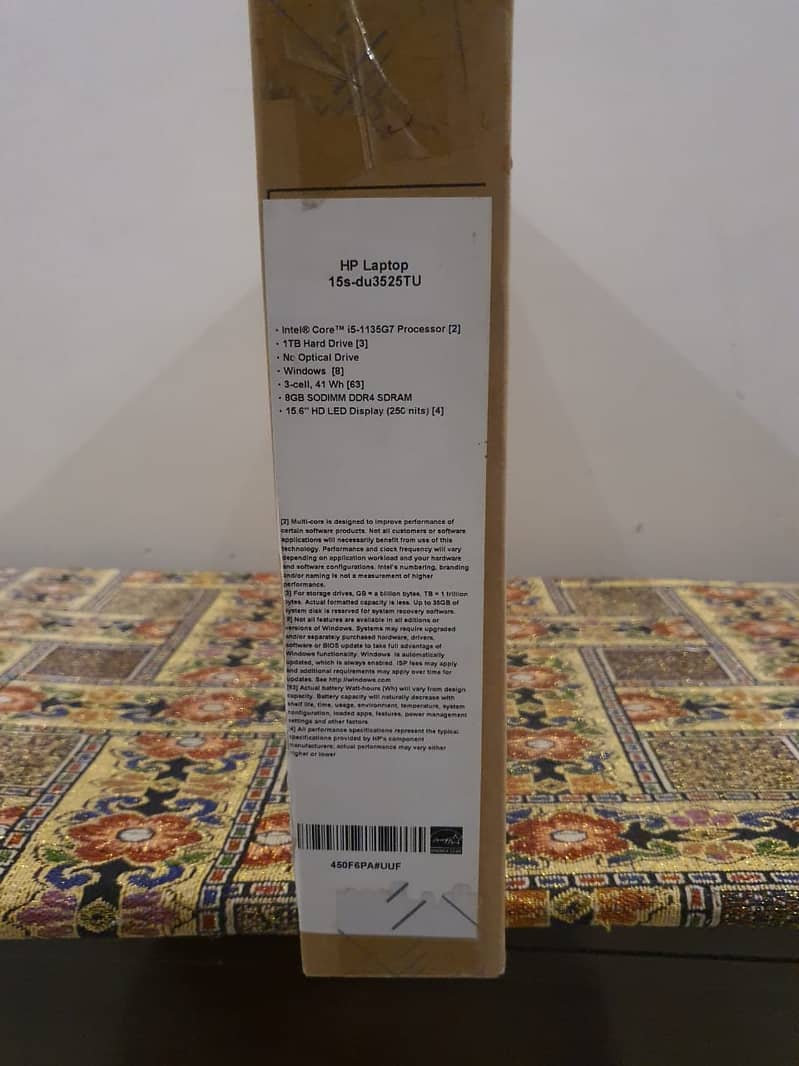 HP Laptop
15s-du3525TU
· Intel® Core™ i5-1135G7 Processor [2]
· 1TB Hard Drive [3]
· No Optical Drive
· Windows [8]
· 3-cell, 41 Wh [63]
· 8GB SODIMM DDR4 SDRAM
· 15.6" HD LED Display (250 nits) [4]
[2] Multi-core is designed to improve performance of
certain software products. Not all customers or software
applications will necessarily benefit from use of this
technology. Performance and clock frequency will vary
depending on application workload and your hardware
and software configurations. Intel's numbering, branding
and/or naming is not a measurement of higher
performance.
[3] For storage drives, GB = a billion bytes, TB = 1 trillion
bytes. Actual formatted capacity is less. Up to 35GB of
system disk is reserved for system recovery software.
[8] Not all features are available in all editions or
versions of Windows. Systems may require upgraded
and/or separately purchased hardware, drivers,
software or BIOS update to take full advantage of
Windows functionality. Windows is automatically
updated, which is always enabled. ISP fees may apply
and additional requirements may apply over time for
updates. See http://windows.com
[63] Actual battery Watt-hours (Wh) will vary from design
capacity. Battery capacity will naturally decrease with
shelf life, time, usage, environment, temperature, system
configuration, loaded apps, features, power management
settings and other factors
[4] All performance specifications represent the typical
specifications provided by HP's component
manufacturers; actual performance may vary either
higher or lower
450F6PA#UUF